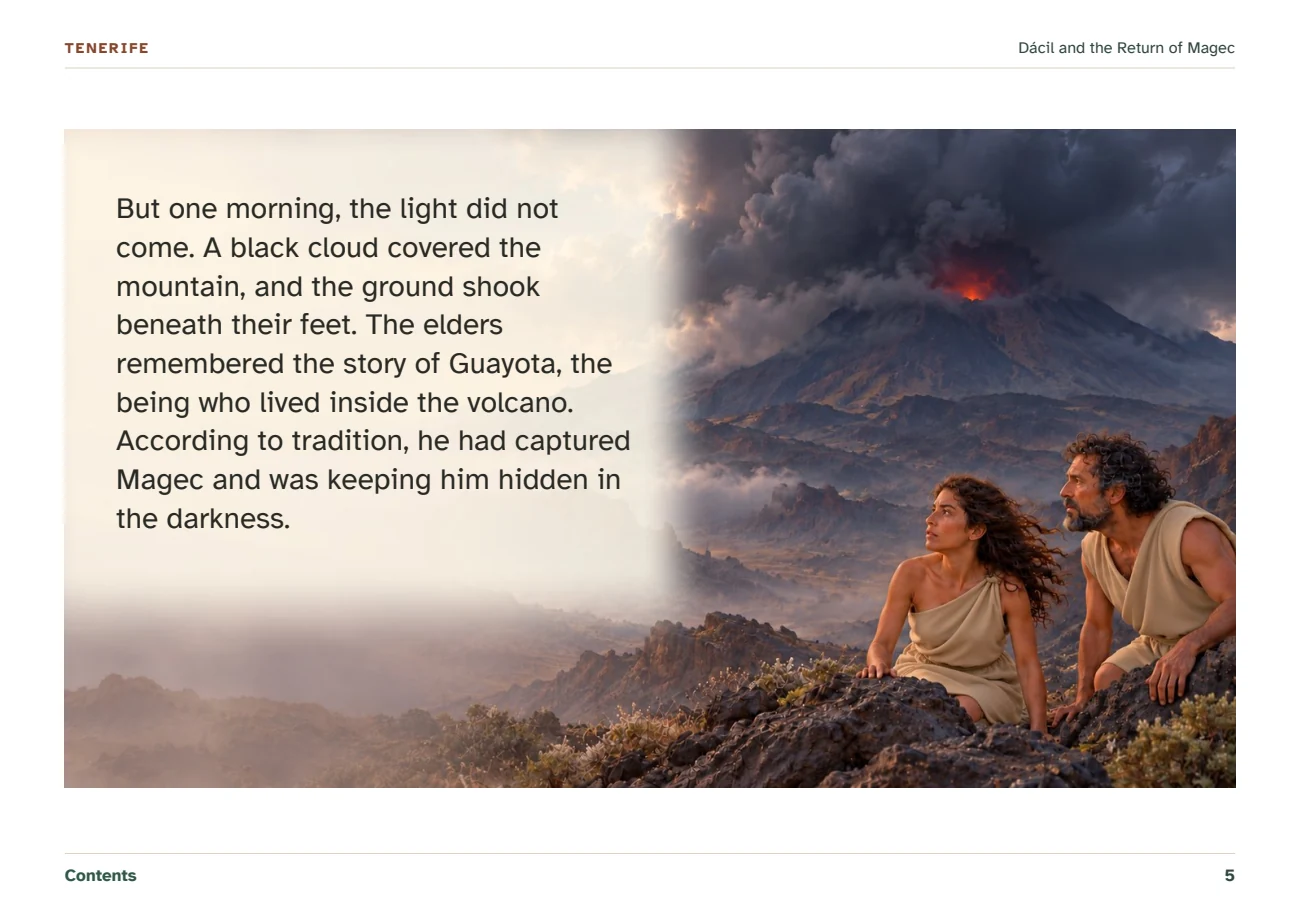 TENERIFE
Dácil and the Return of Magec
But one morning, the light did not
come. A black cloud covered the
mountain, and the ground shook
beneath their feet. The elders
remembered the story of Guayota, the
being who lived inside the volcano.
According to tradition, he had captured
Magec and was keeping him hidden in
the darkness.
Contents
5